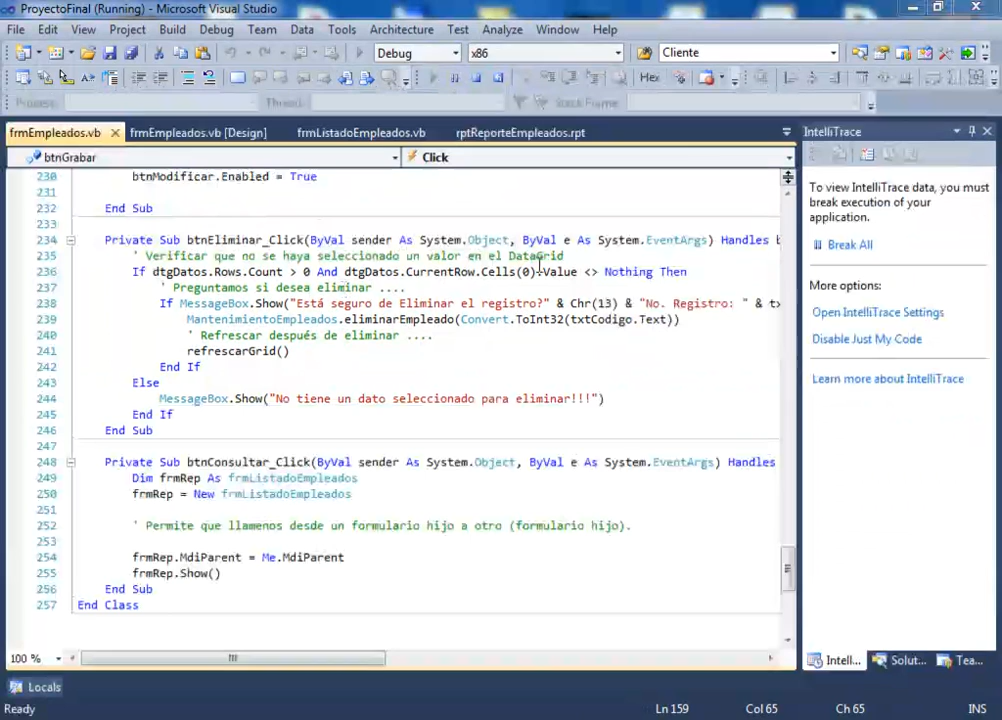 ProyectoFinal (Running) - Microsoft Visual Studio
File Edit View Project Build Debug Team Data Tools Architecture Test Analyze Window Help
Debug x86 Cliente
Hex
Process: Thread: Stack Frame
frmEmpleados.vb frmEmpleados.vb [Design] frmListadoEmpleados.vb rptReporteEmpleados.rpt
IntelliTrace
btnGrabar Click
230 btnModificar.Enabled = True
231
232 End Sub
233
234 Private Sub btnEliminar_Click(ByVal sender As System.Object, ByVal e As System.EventArgs) Handles b
235 ' Verificar que no se haya seleccionado un valor en el DataGrid
236 If dtgDatos.Rows.Count > 0 And dtgDatos.CurrentRow.Cells(0).Value <> Nothing Then
237 ' Preguntamos si desea eliminar ....
238 If MessageBox.Show("Está seguro de Eliminar el registro?" & Chr(13) & "No. Registro: " & t
239 MantenimientoEmpleados.eliminarEmpleado(Convert.ToInt32(txtCodigo.Text))
240 ' Refrescar después de eliminar ....
241 refrescarGrid()
242 End If
243 Else
244 MessageBox.Show("No tiene un dato seleccionado para eliminar!!!")
245 End If
246 End Sub
247
248 Private Sub btnConsultar_Click(ByVal sender As System.Object, ByVal e As System.EventArgs) Handles
249 Dim frmRep As frmListadoEmpleados
250 frmRep = New frmListadoEmpleados
251
252 ' Permite que llamenos desde un formulario hijo a otro (formulario hijo).
253
254 frmRep.MdiParent = Me.MdiParent
255 frmRep.Show()
256 End Sub
257 End Class
100 %
To view IntelliTrace data, you must
break execution of your
application.
Break All
More options:
Open IntelliTrace Settings
Disable Just My Code
Learn more about IntelliTrace
Intell... Solut... Tea...
Locals
Ready Ln 159 Col 65 Ch 65 INS